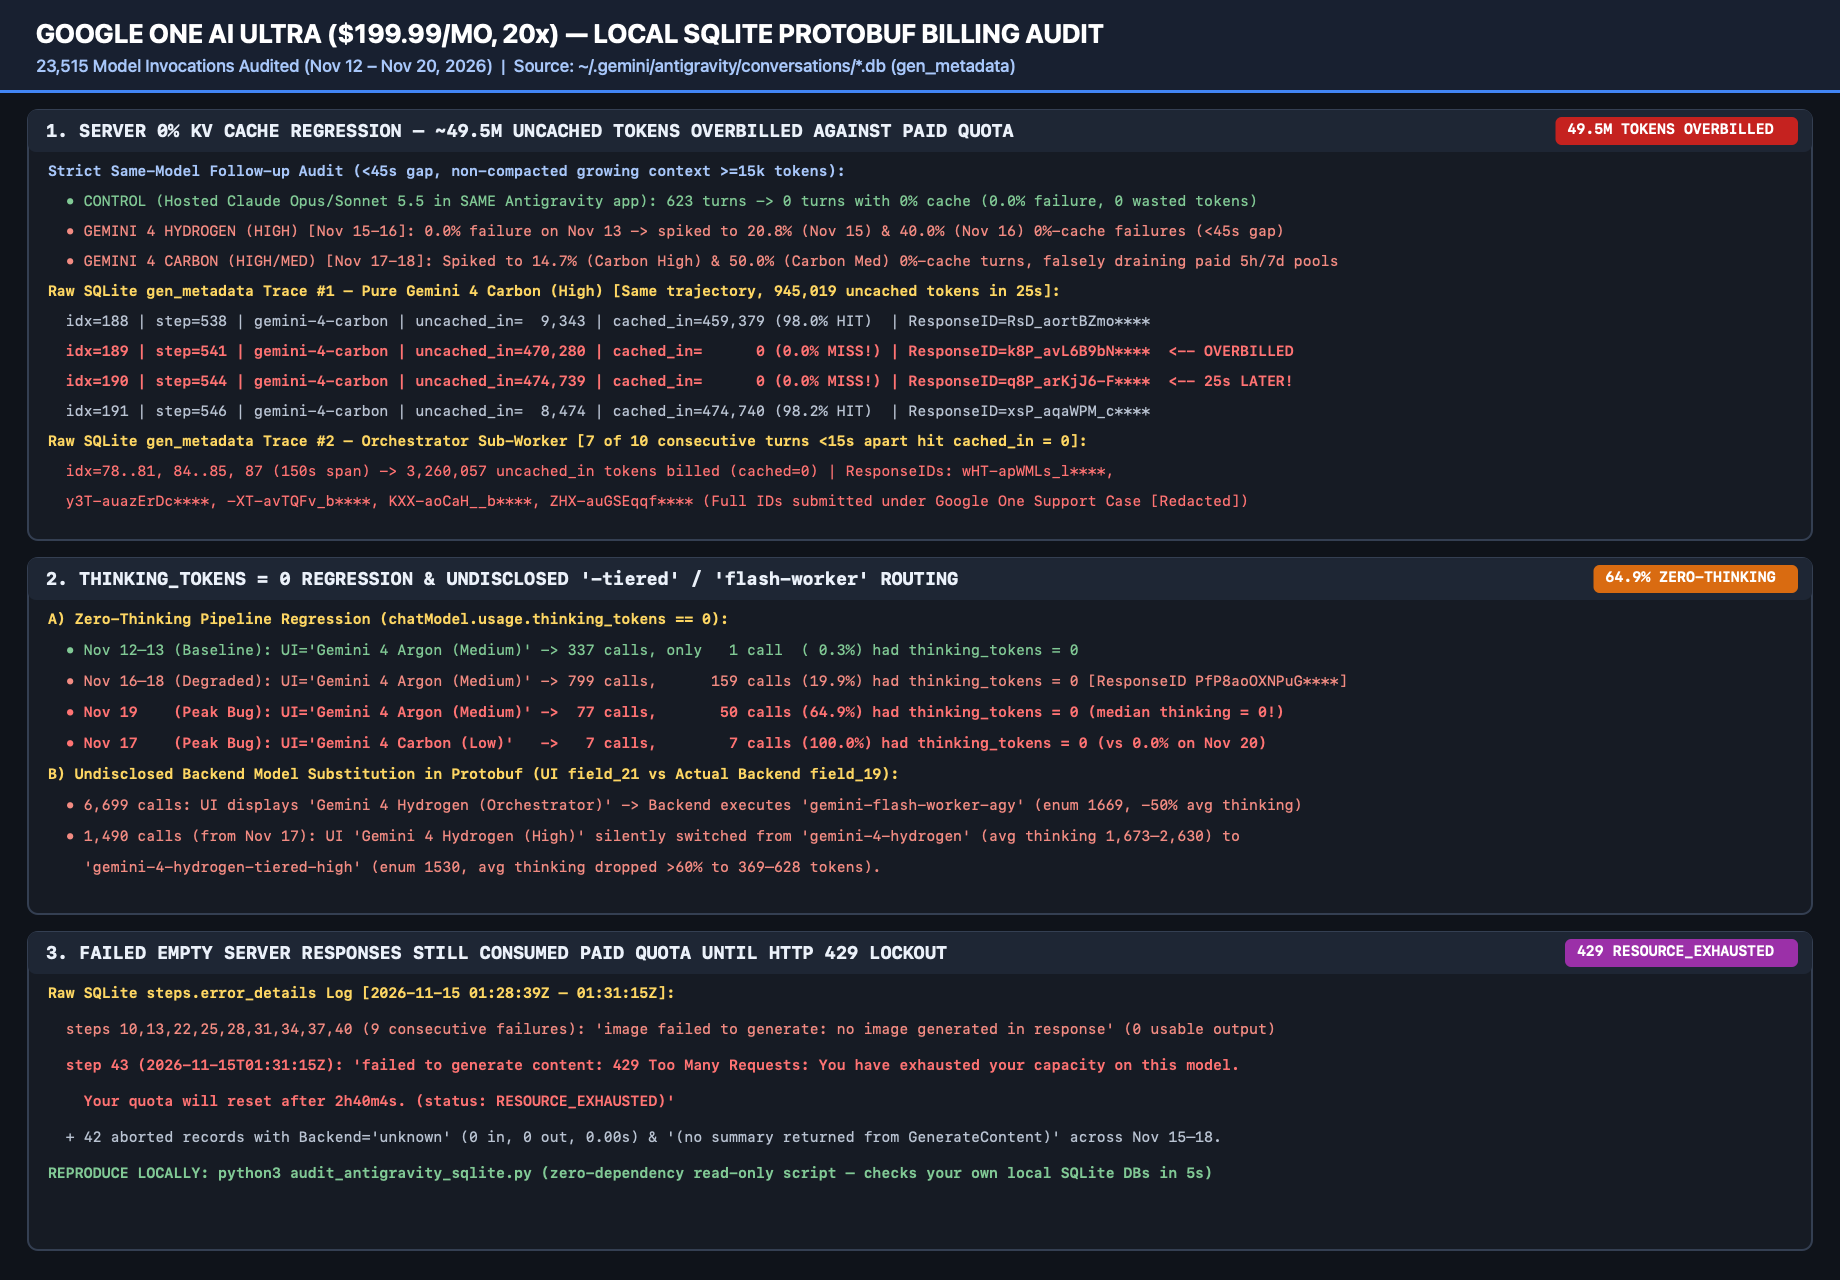 GOOGLE ONE AI ULTRA ($199.99/MO, 20x) — LOCAL SQLITE PROTOBUF BILLING AUDIT
23,515 Model Invocations Audited (Nov 12 – Nov 20, 2026) | Source: ~/.gemini/antigravity/conversations/*.db (gen_metadata)
1. SERVER 0% KV CACHE REGRESSION — ~49.5M UNCACHED TOKENS OVERBILLED AGAINST PAID QUOTA
49.5M TOKENS OVERBILLED
Strict Same-Model Follow-up Audit (<45s gap, non-compacted growing context >=15k tokens):
• CONTROL (Hosted Claude Opus/Sonnet 5.5 in SAME Antigravity app): 623 turns -> 0 turns with 0% cache (0.0% failure, 0 wasted tokens)
• GEMINI 4 HYDROGEN (HIGH) [Nov 15-16]: 0.0% failure on Nov 13 -> spiked to 20.8% (Nov 15) & 40.0% (Nov 16) 0%-cache failures (<45s gap)
• GEMINI 4 CARBON (HIGH/MED) [Nov 17-18]: Spiked to 14.7% (Carbon High) & 50.0% (Carbon Med) 0%-cache turns, falsely draining paid 5h/7d pools
Raw SQLite gen_metadata Trace #1 — Pure Gemini 4 Carbon (High) [Same trajectory, 945,019 uncached tokens in 25s]:
idx=188 | step=538 | gemini-4-carbon | uncached_in=  9,343 | cached_in=459,379 (98.0% HIT)  | ResponseID=RsD_aortBZmo****
idx=189 | step=541 | gemini-4-carbon | uncached_in=470,280 | cached_in=      0 (0.0% MISS!) | ResponseID=k8P_avL6B9bN****  <-- OVERBILLED
idx=190 | step=544 | gemini-4-carbon | uncached_in=474,739 | cached_in=      0 (0.0% MISS!) | ResponseID=q8P_arKjJ6-F****  <-- 25s LATER!
idx=191 | step=546 | gemini-4-carbon | uncached_in=  8,474 | cached_in=474,740 (98.2% HIT)  | ResponseID=xsP_aqaWPM_c****
Raw SQLite gen_metadata Trace #2 — Orchestrator Sub-Worker [7 of 10 consecutive turns <15s apart hit cached_in = 0]:
idx=78..81, 84..85, 87 (150s span) -> 3,260,057 uncached_in tokens billed (cached=0) | ResponseIDs: wHT-apWMLs_l****,
y3T-auazErDc****, -XT-avTQFv_b****, KXX-aoCaH__b****, ZHX-auGSEqqf**** (Full IDs submitted under Google One Support Case [Redacted])
2. THINKING_TOKENS = 0 REGRESSION & UNDISCLOSED '-tiered' / 'flash-worker' ROUTING
64.9% ZERO-THINKING
A) Zero-Thinking Pipeline Regression (chatModel.usage.thinking_tokens == 0):
• Nov 12–13 (Baseline): UI='Gemini 4 Argon (Medium)' -> 337 calls, only   1 call  ( 0.3%) had thinking_tokens = 0
• Nov 16–18 (Degraded): UI='Gemini 4 Argon (Medium)' -> 799 calls,      159 calls (19.9%) had thinking_tokens = 0 [ResponseID PfP8aoOXNPuG****]
• Nov 19    (Peak Bug): UI='Gemini 4 Argon (Medium)' ->  77 calls,       50 calls (64.9%) had thinking_tokens = 0 (median thinking = 0!)
• Nov 17    (Peak Bug): UI='Gemini 4 Carbon (Low)'   ->   7 calls,        7 calls (100.0%) had thinking_tokens = 0 (vs 0.0% on Nov 20)
B) Undisclosed Backend Model Substitution in Protobuf (UI field_21 vs Actual Backend field_19):
• 6,699 calls: UI displays 'Gemini 4 Hydrogen (Orchestrator)' -> Backend executes 'gemini-flash-worker-agy' (enum 1669, -50% avg thinking)
• 1,490 calls (from Nov 17): UI 'Gemini 4 Hydrogen (High)' silently switched from 'gemini-4-hydrogen' (avg thinking 1,673–2,630) to
'gemini-4-hydrogen-tiered-high' (enum 1530, avg thinking dropped >60% to 369–628 tokens).
3. FAILED EMPTY SERVER RESPONSES STILL CONSUMED PAID QUOTA UNTIL HTTP 429 LOCKOUT
429 RESOURCE_EXHAUSTED
Raw SQLite steps.error_details Log [2026-11-15 01:28:39Z — 01:31:15Z]:
steps 10,13,22,25,28,31,34,37,40 (9 consecutive failures): 'image failed to generate: no image generated in response' (0 usable output)
step 43 (2026-11-15T01:31:15Z): 'failed to generate content: 429 Too Many Requests: You have exhausted your capacity on this model.
Your quota will reset after 2h40m4s. (status: RESOURCE_EXHAUSTED)'
+ 42 aborted records with Backend='unknown' (0 in, 0 out, 0.00s) & '(no summary returned from GenerateContent)' across Nov 15–18.
REPRODUCE LOCALLY: python3 audit_antigravity_sqlite.py (zero-dependency read-only script — checks your own local SQLite DBs in 5s)